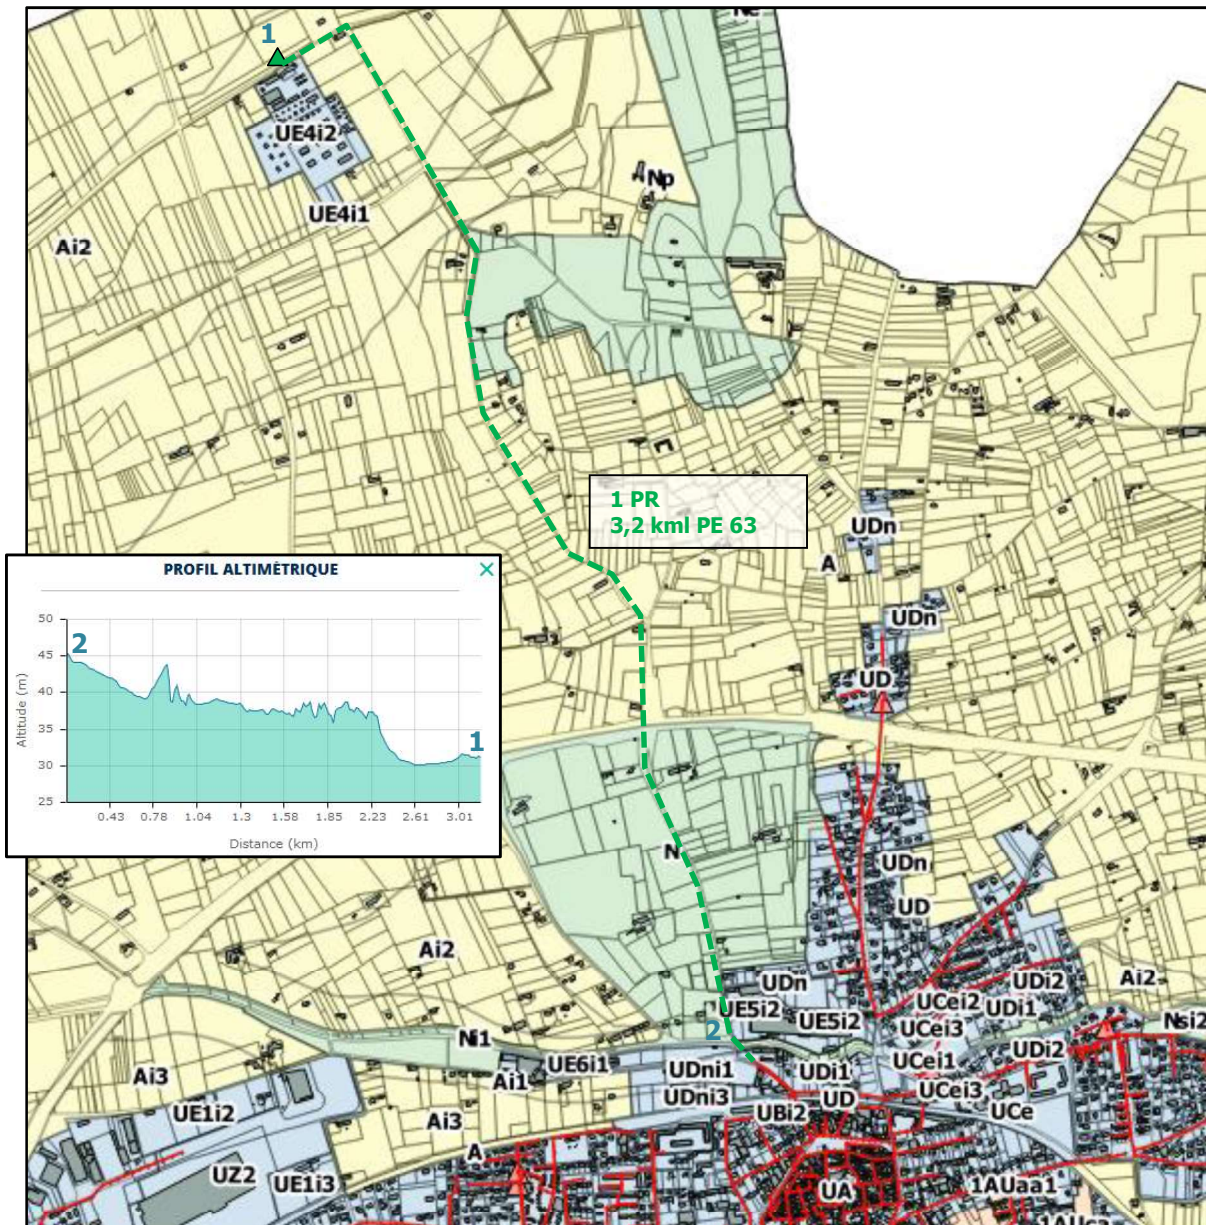 Ne
1
UE4i2
Np
UE4i1
Ai2
1 PR
3,2 kml PE 63
UDn
A
PROFIL ALTIMÉTRIQUE
×
50
45
40
35
30
25
2
1
Altitude (m)
0.43 0.78 1.04 1.3 1.58 1.85 2.23 2.61 3.01
Distance (km)
UDn
UD
N
UDn
UD
Ai2
UDn
UDi2
Ai2
UCei2
UDi1
UE5i2
UE5i2
UCei3
Nsi2
2
Ni1
UDi2
UE6i1
UDni1
UDi1
UCei1
Ai3
Ai1
UDni3
UD
UCei3
UE1i2
Ai3
UBi2
UCe
A
UZ2
UE1i3
UA
1AUaa1